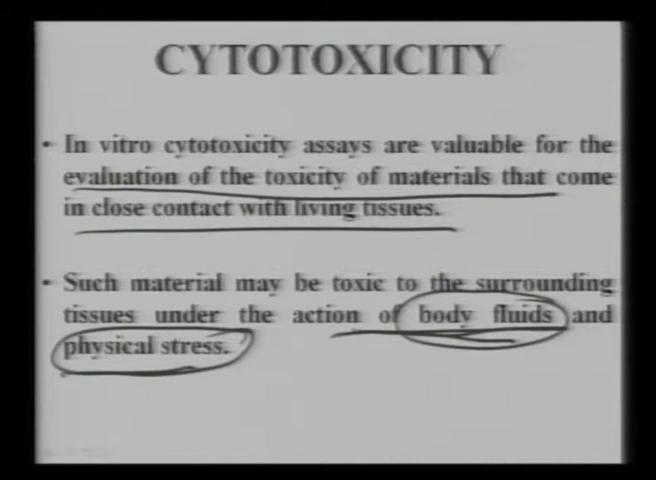 CYTOTOXICITY
• In vitro cytotoxicity assays are valuable for the
evaluation of the toxicity of materials that come
in close contact with living tissues.
• Such material may be toxic to the surrounding
tissues under the action of body fluids and
physical stress.